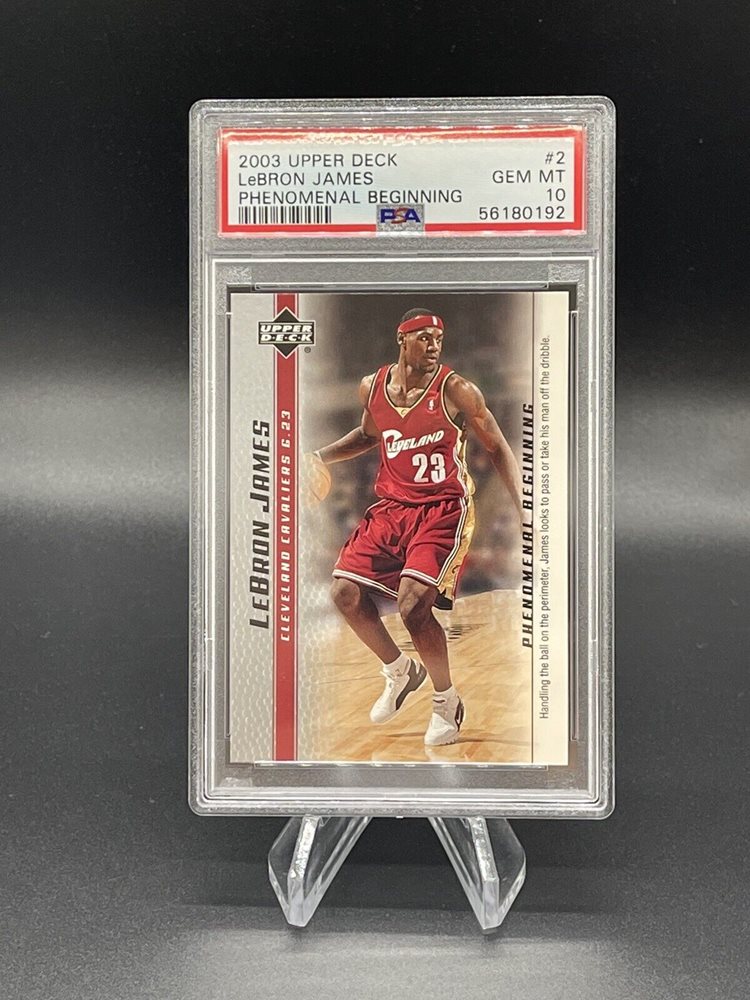 2003 UPPER DECK #2
LeBRON JAMES GEM MT
PHENOMENAL BEGINNING 10
PSA 56180192
UPPER
DECK
®
LEBRON JAMES
CLEVELAND CAVALIERS G.23
CLEVELAND
23
PHENOMENAL BEGINNING
Handling the ball on the perimeter, James looks to pass or take his man off the dribble.